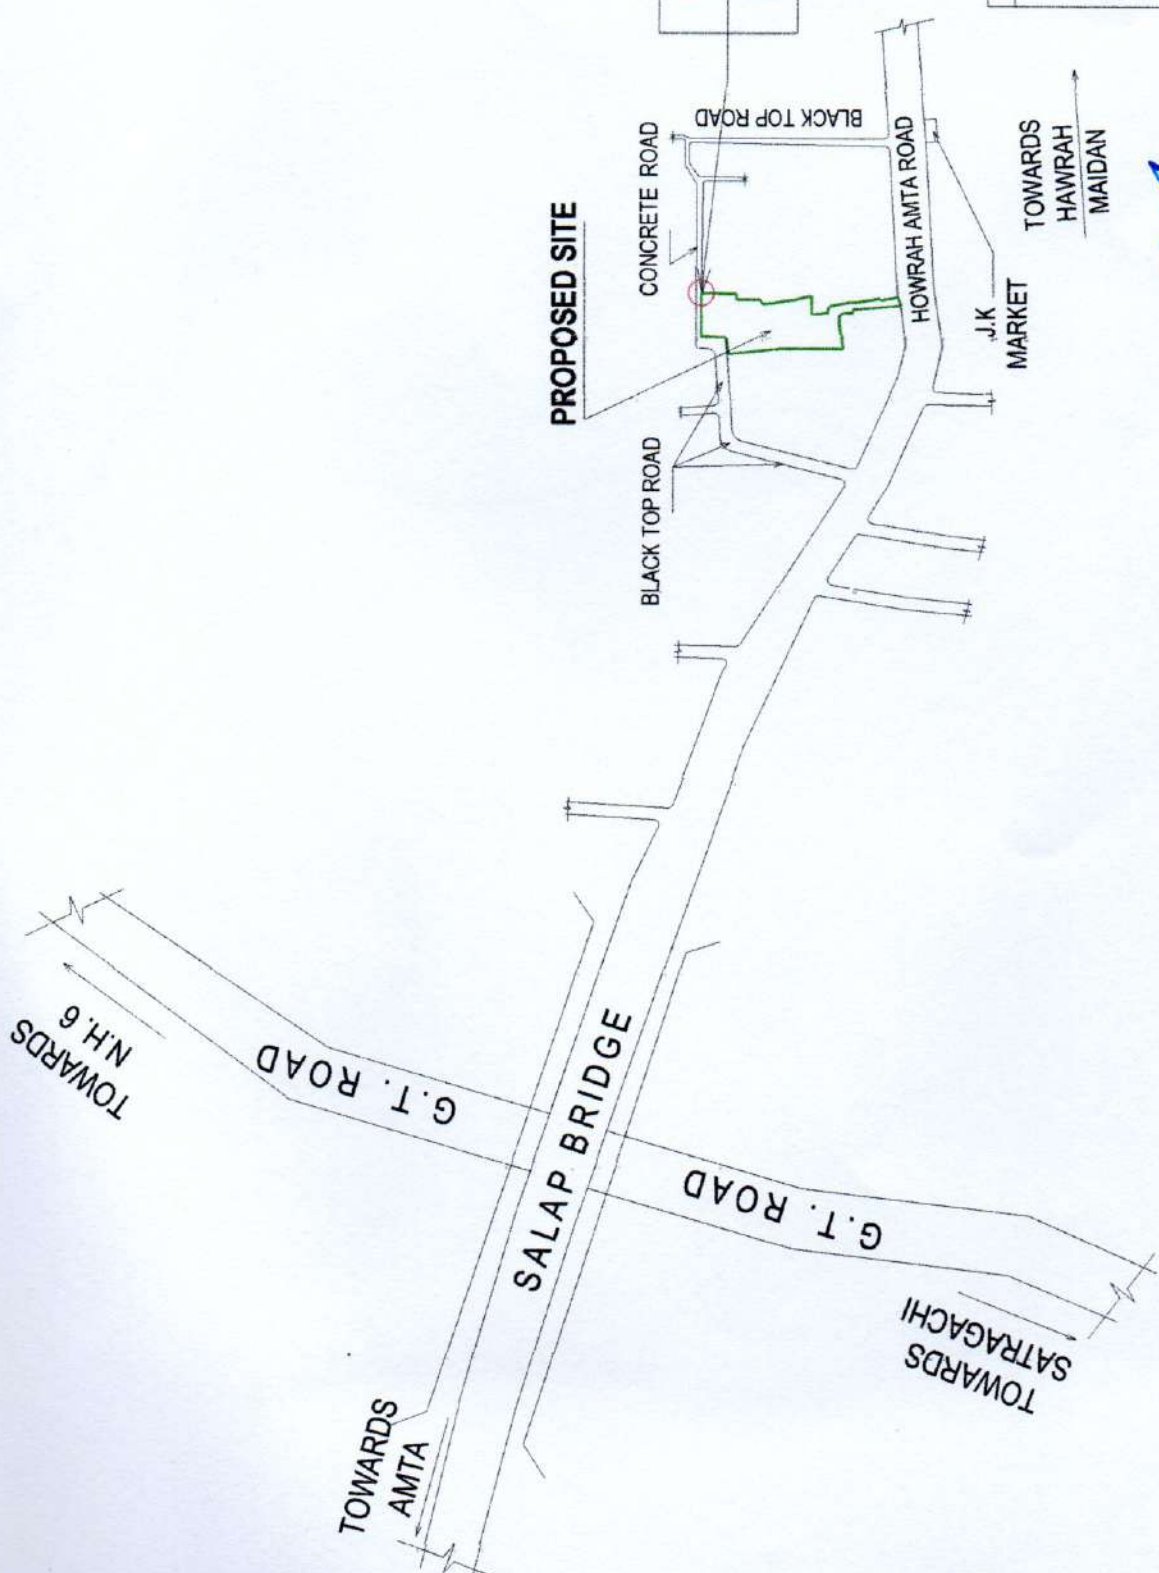 BLACK TOP ROAD
CONCRETE ROAD
PROPOSED SITE
HOWRAH AMTA ROAD
TOWARDS
HAWRAH
MAIDAN
J.K
MARKET
BLACK TOP ROAD
TOWARDS
N.H. 6
G.T. ROAD
SALAP BRIDGE
G.T. ROAD
TOWARDS
SATRAGACHI
TOWARDS
AMTA